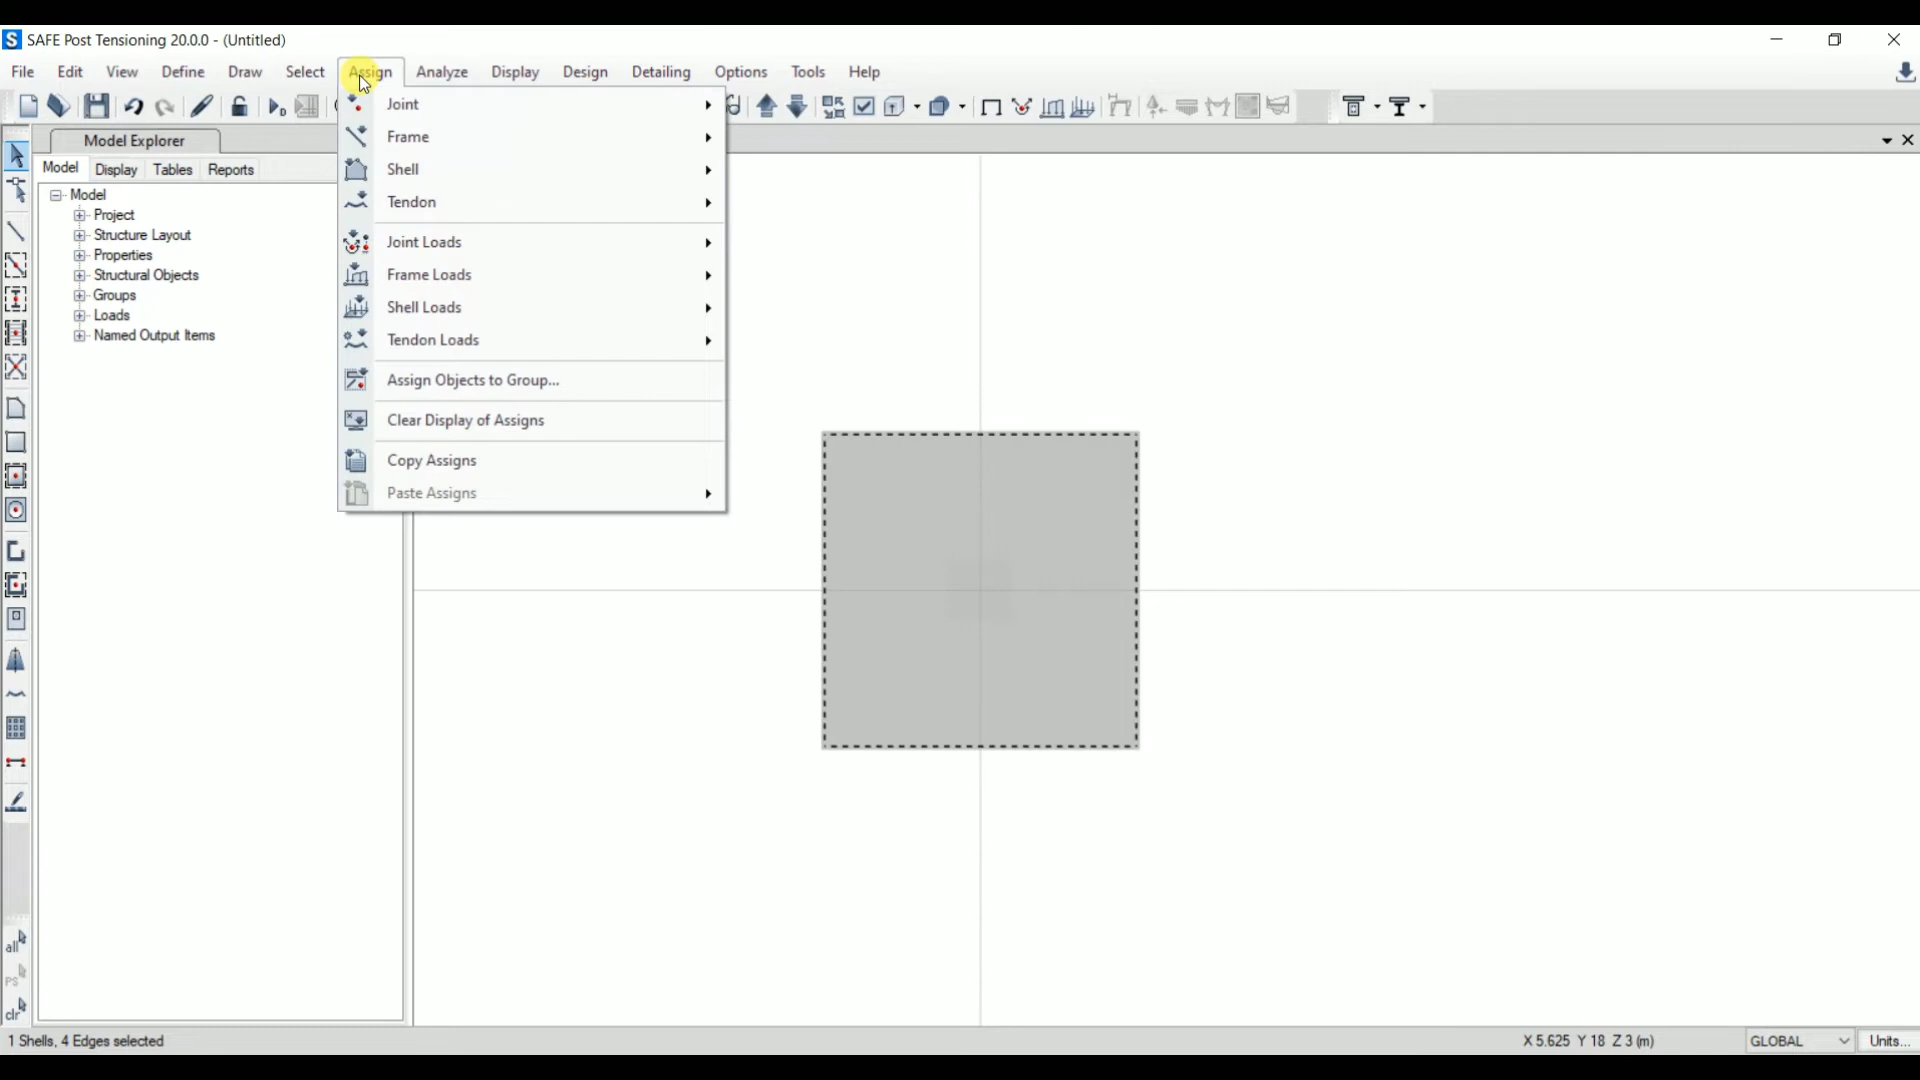 SAFE Post Tensioning 20.0.0 - (Untitled)
File Edit View Define Draw Select Assign Analyze Display Design Detailing Options Tools Help
Model Explorer
Model Display Tables Reports
Model
Project
Structure Layout
Properties
Structural Objects
Groups
Loads
Named Output Items
Joint
Frame
Shell
Tendon
Joint Loads
Frame Loads
Shell Loads
Tendon Loads
Assign Objects to Group...
Clear Display of Assigns
Copy Assigns
Paste Assigns
all
PS
clr
1 Shells, 4 Edges selected
X 5.625 Y 18 Z 3 (m)
GLOBAL
Units...